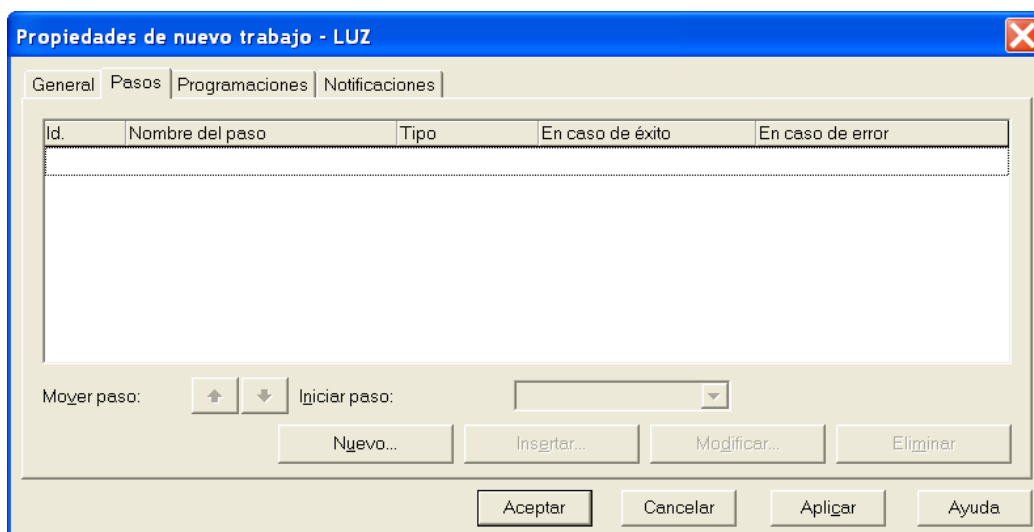 Propiedades de nuevo trabajo - LUZ
General Pasos Programaciones Notificaciones
Id. Nombre del paso Tipo En caso de éxito En caso de error
Mover paso: Iniciar paso:
Nuevo... Insertar... Modificar... Eliminar
Aceptar Cancelar Aplicar Ayuda